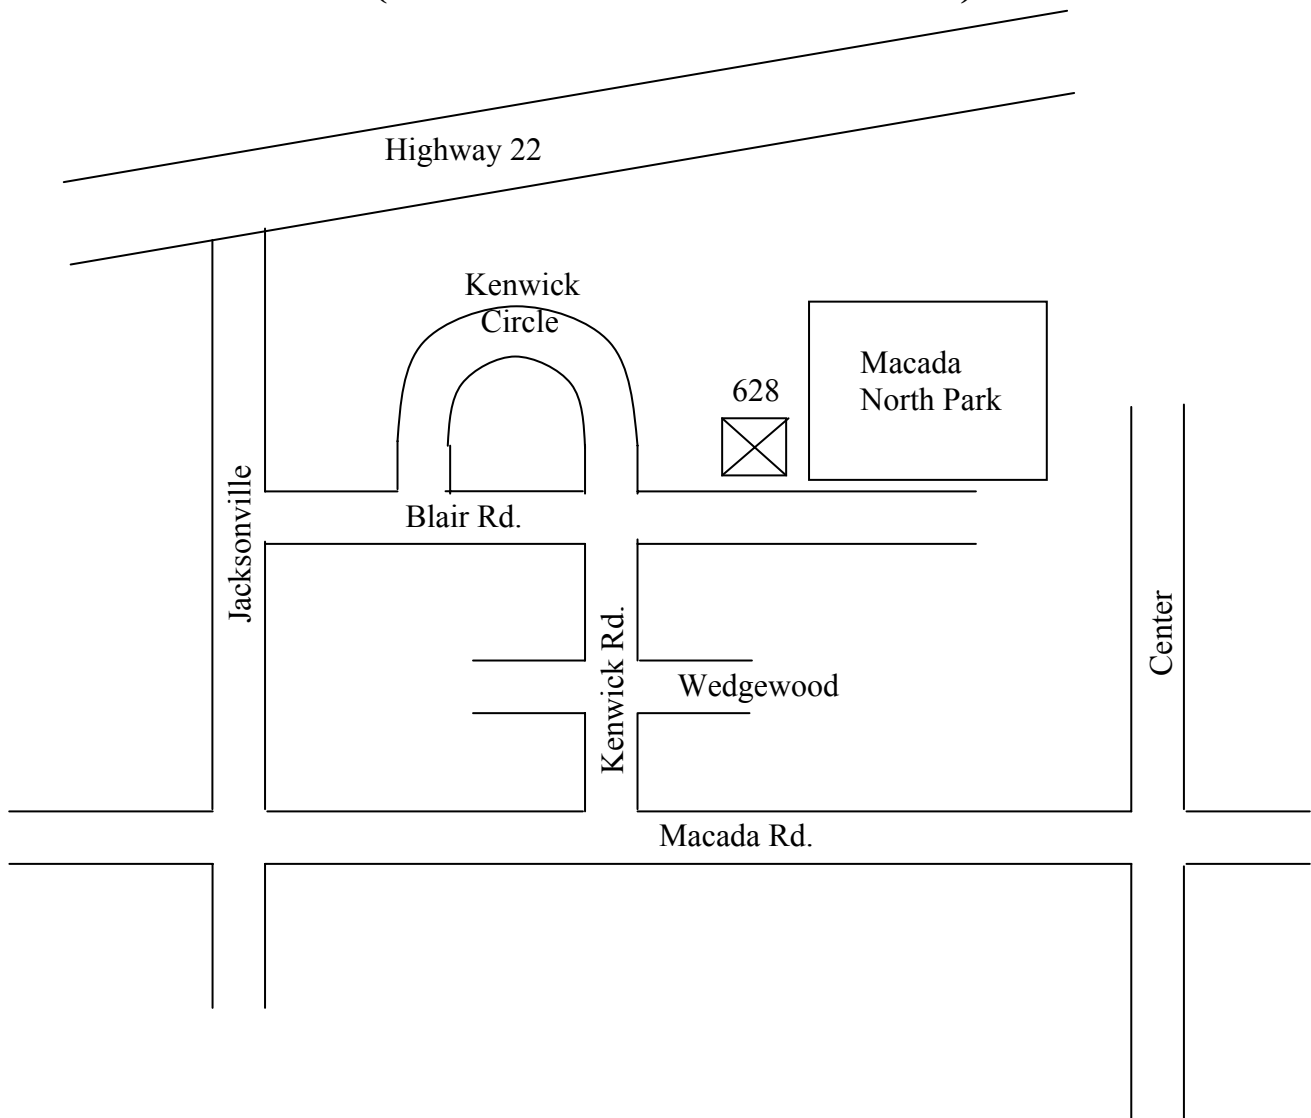 Highway 22
Kenwick
Circle
Macada
North Park
628
Jacksonville
Blair Rd.
Kenwick Rd.
Wedgewood
Center
Macada Rd.